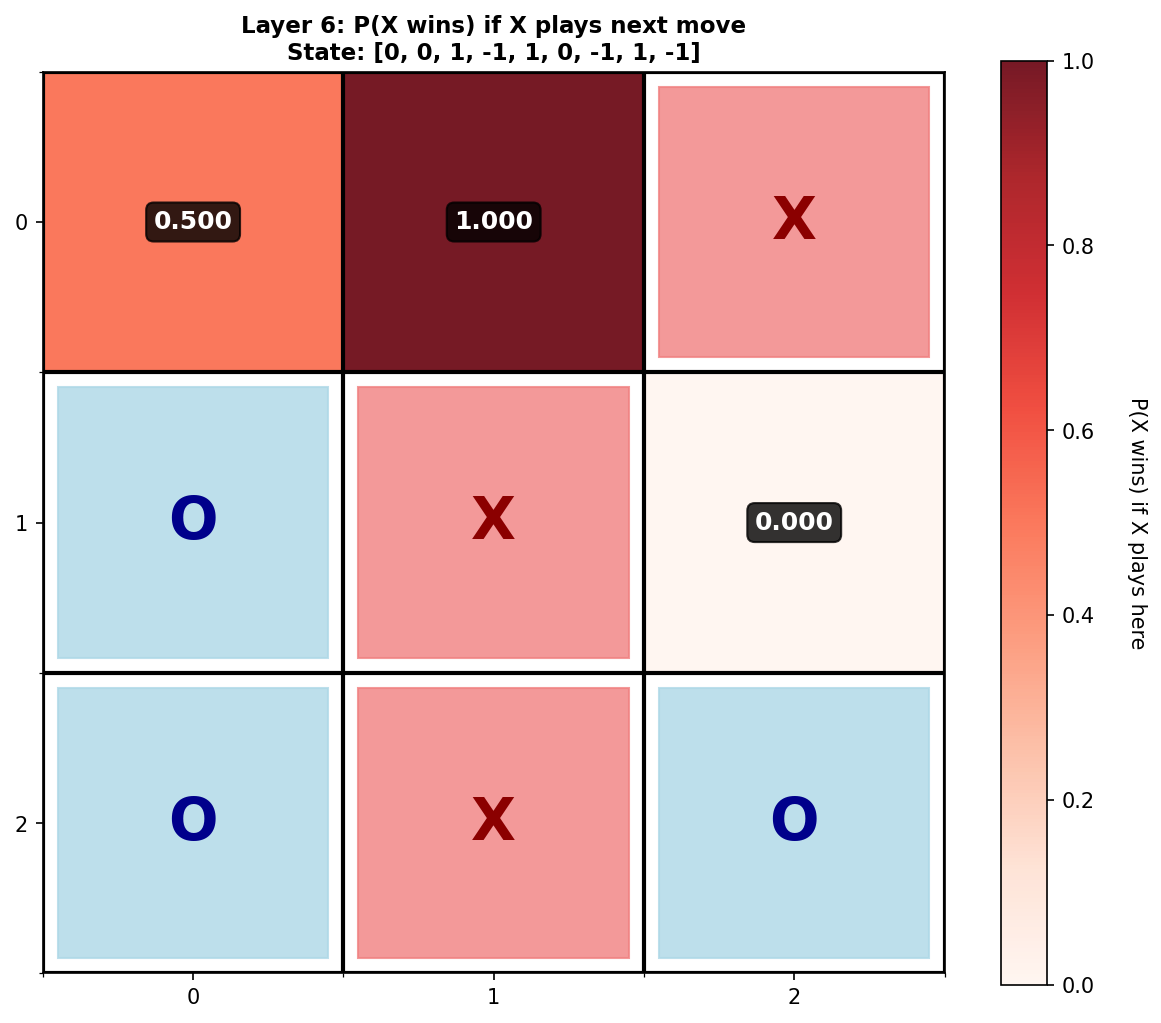 Layer 6: P(X wins) if X plays next move
State: [0, 0, 1, -1, 1, 0, -1, 1, -1]
0
0.500
1.000
X
1
O
X
0.000
2
O
X
O
0
1
2
1.0
0.8
0.6
0.4
0.2
0.0
P(X wins) if X plays here